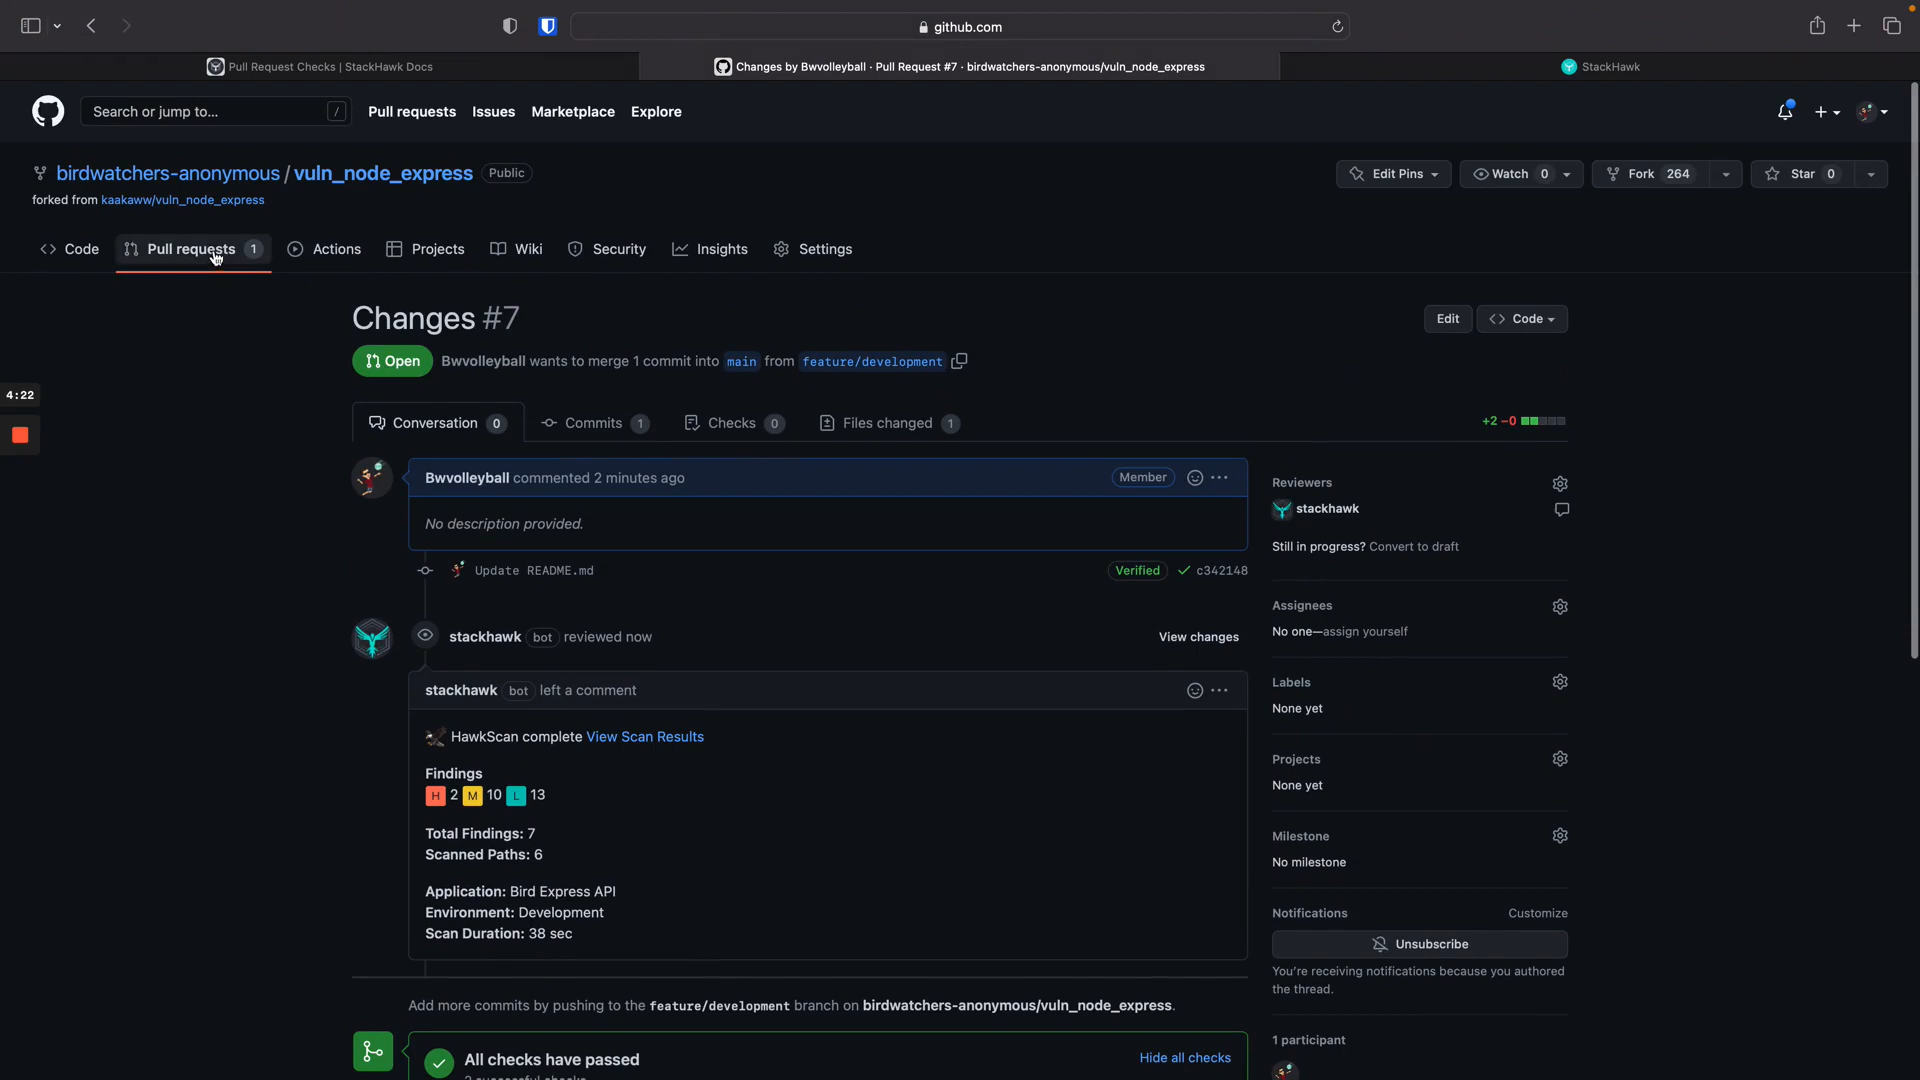 github.com
Pull Request Checks | StackHawk Docs
Changes by Bwvolleyball · Pull Request #7 · birdwatchers-anonymous/vuln_node_express
StackHawk
Search or jump to...
/
Pull requests
Issues
Marketplace
Explore
birdwatchers-anonymous / vuln_node_express
Public
Edit Pins
Watch 0
Fork 264
Star 0
forked from kaakaww/vuln_node_express
Code
Pull requests 1
Actions
Projects
Wiki
Security
Insights
Settings
Changes #7
Edit
Code
Open
Bwvolleyball wants to merge 1 commit into main from feature/development
4:22
Conversation 0
Commits 1
Checks 0
Files changed 1
+2 −0
Bwvolleyball commented 2 minutes ago
Member
No description provided.
Update README.md
Verified
c342148
stackhawk bot reviewed now
View changes
stackhawk bot left a comment
HawkScan complete View Scan Results
Findings
H 2 M 10 L 13
Total Findings: 7
Scanned Paths: 6
Application: Bird Express API
Environment: Development
Scan Duration: 38 sec
Add more commits by pushing to the feature/development branch on birdwatchers-anonymous/vuln_node_express.
All checks have passed
Hide all checks
Reviewers
stackhawk
Still in progress? Convert to draft
Assignees
No one—assign yourself
Labels
None yet
Projects
None yet
Milestone
No milestone
Notifications
Customize
Unsubscribe
You're receiving notifications because you authored
the thread.
1 participant